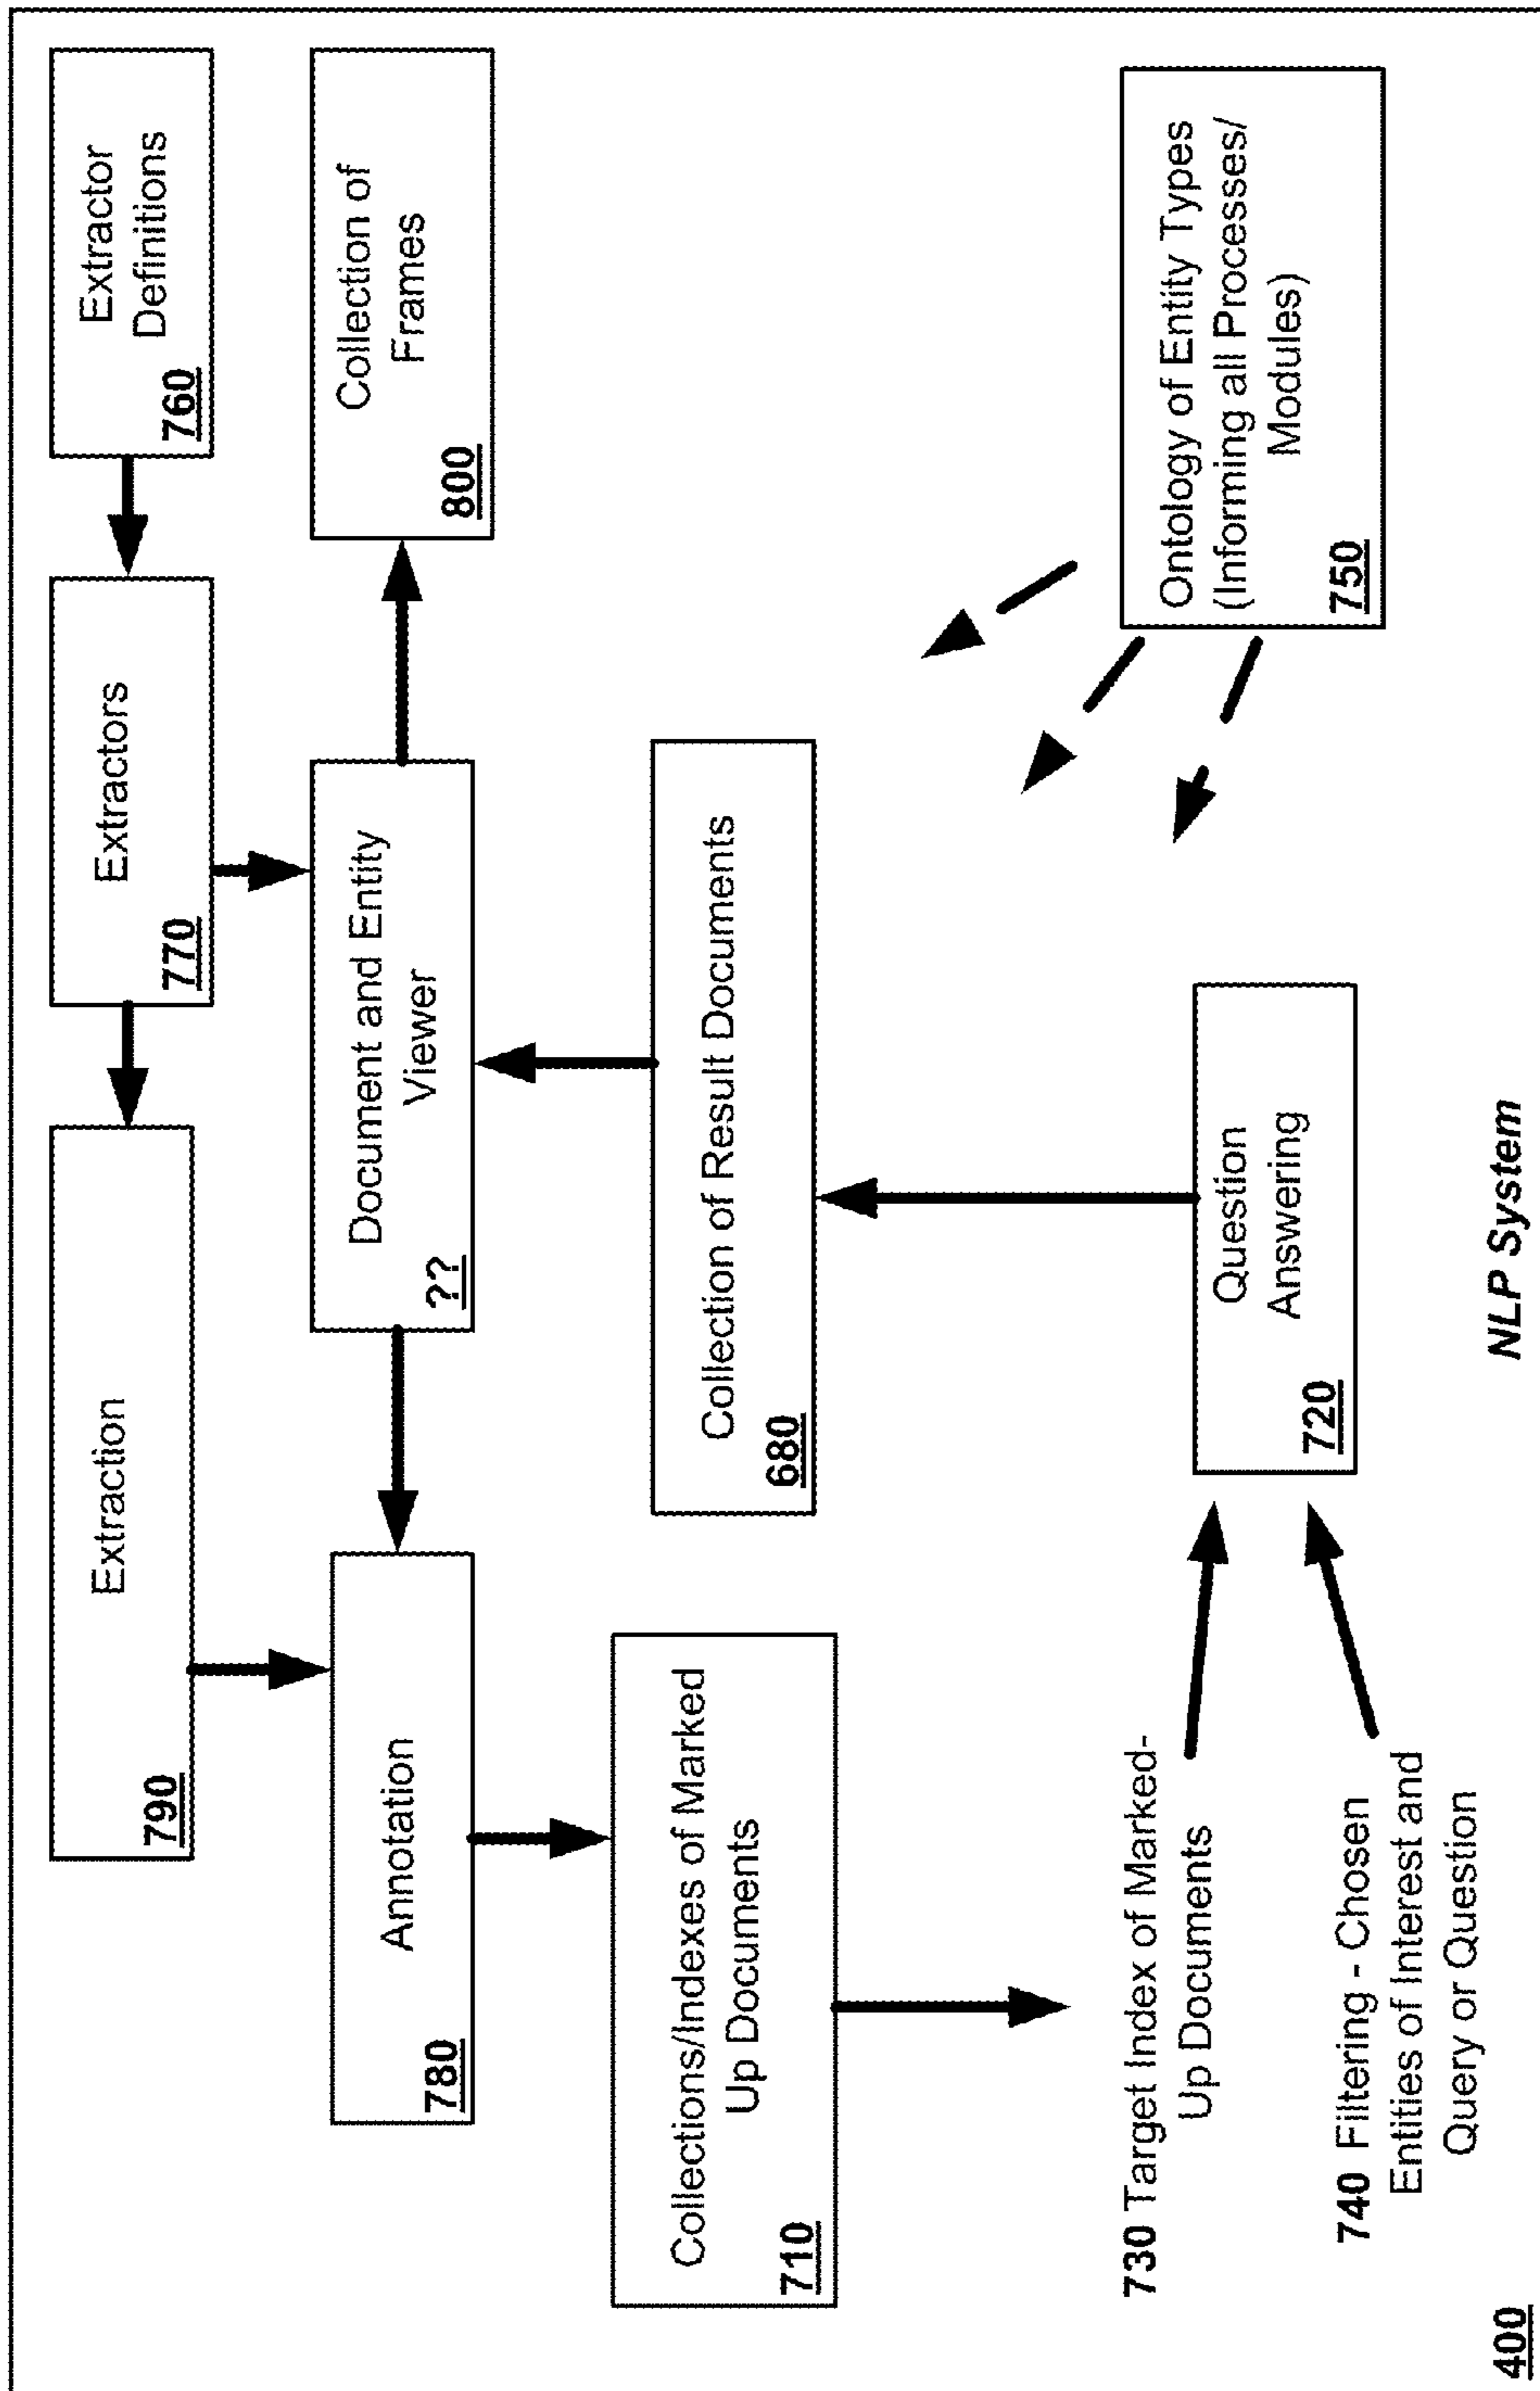 Extraction
790
Extractors
770
Extractor
Definitions
760
Annotation
780
Document and Entity
Viewer
??
Collection of
Frames
800
Collections/Indexes of Marked
Up Documents
710
Collection of Result Documents
680
730 Target Index of Marked-
Up Documents
740 Filtering - Chosen
Entities of Interest and
Query or Question
Question
Answering
720
Ontology of Entity Types
(Informing all Processes/
Modules)
750
NLP System
400